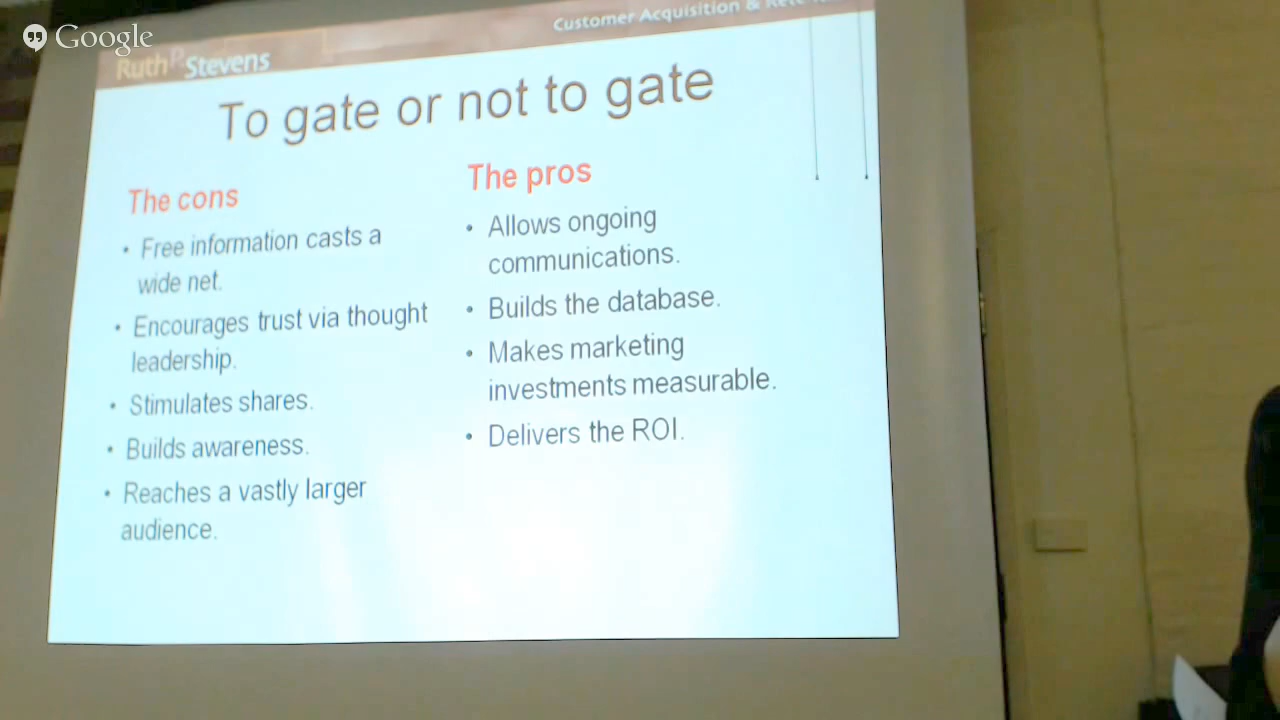 Google
Customer Acquisition &
Ruth P. Stevens
To gate or not to gate
The cons
• Free information casts a
wide net.
• Encourages trust via thought
leadership.
• Stimulates shares.
• Builds awareness.
• Reaches a vastly larger
audience.
The pros
• Allows ongoing
communications.
• Builds the database.
• Makes marketing
investments measurable.
• Delivers the ROI.